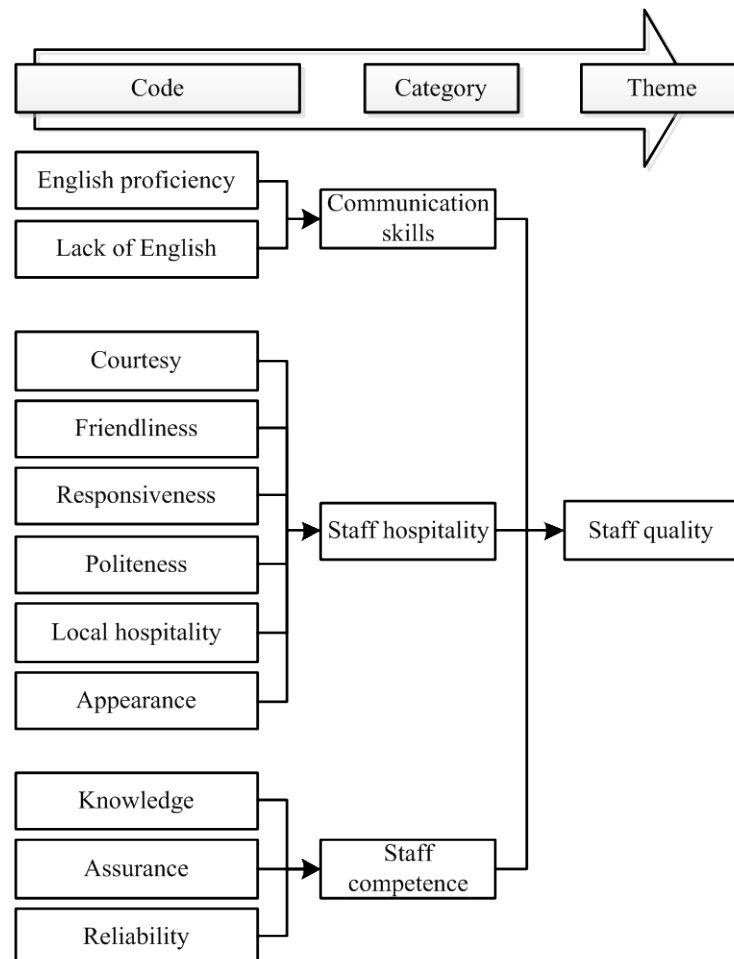 Code
Category
Theme
English proficiency
Lack of English
Communication
skills
Courtesy
Friendliness
Responsiveness
Politeness
Local hospitality
Appearance
Staff hospitality
Staff quality
Knowledge
Assurance
Reliability
Staff
competence